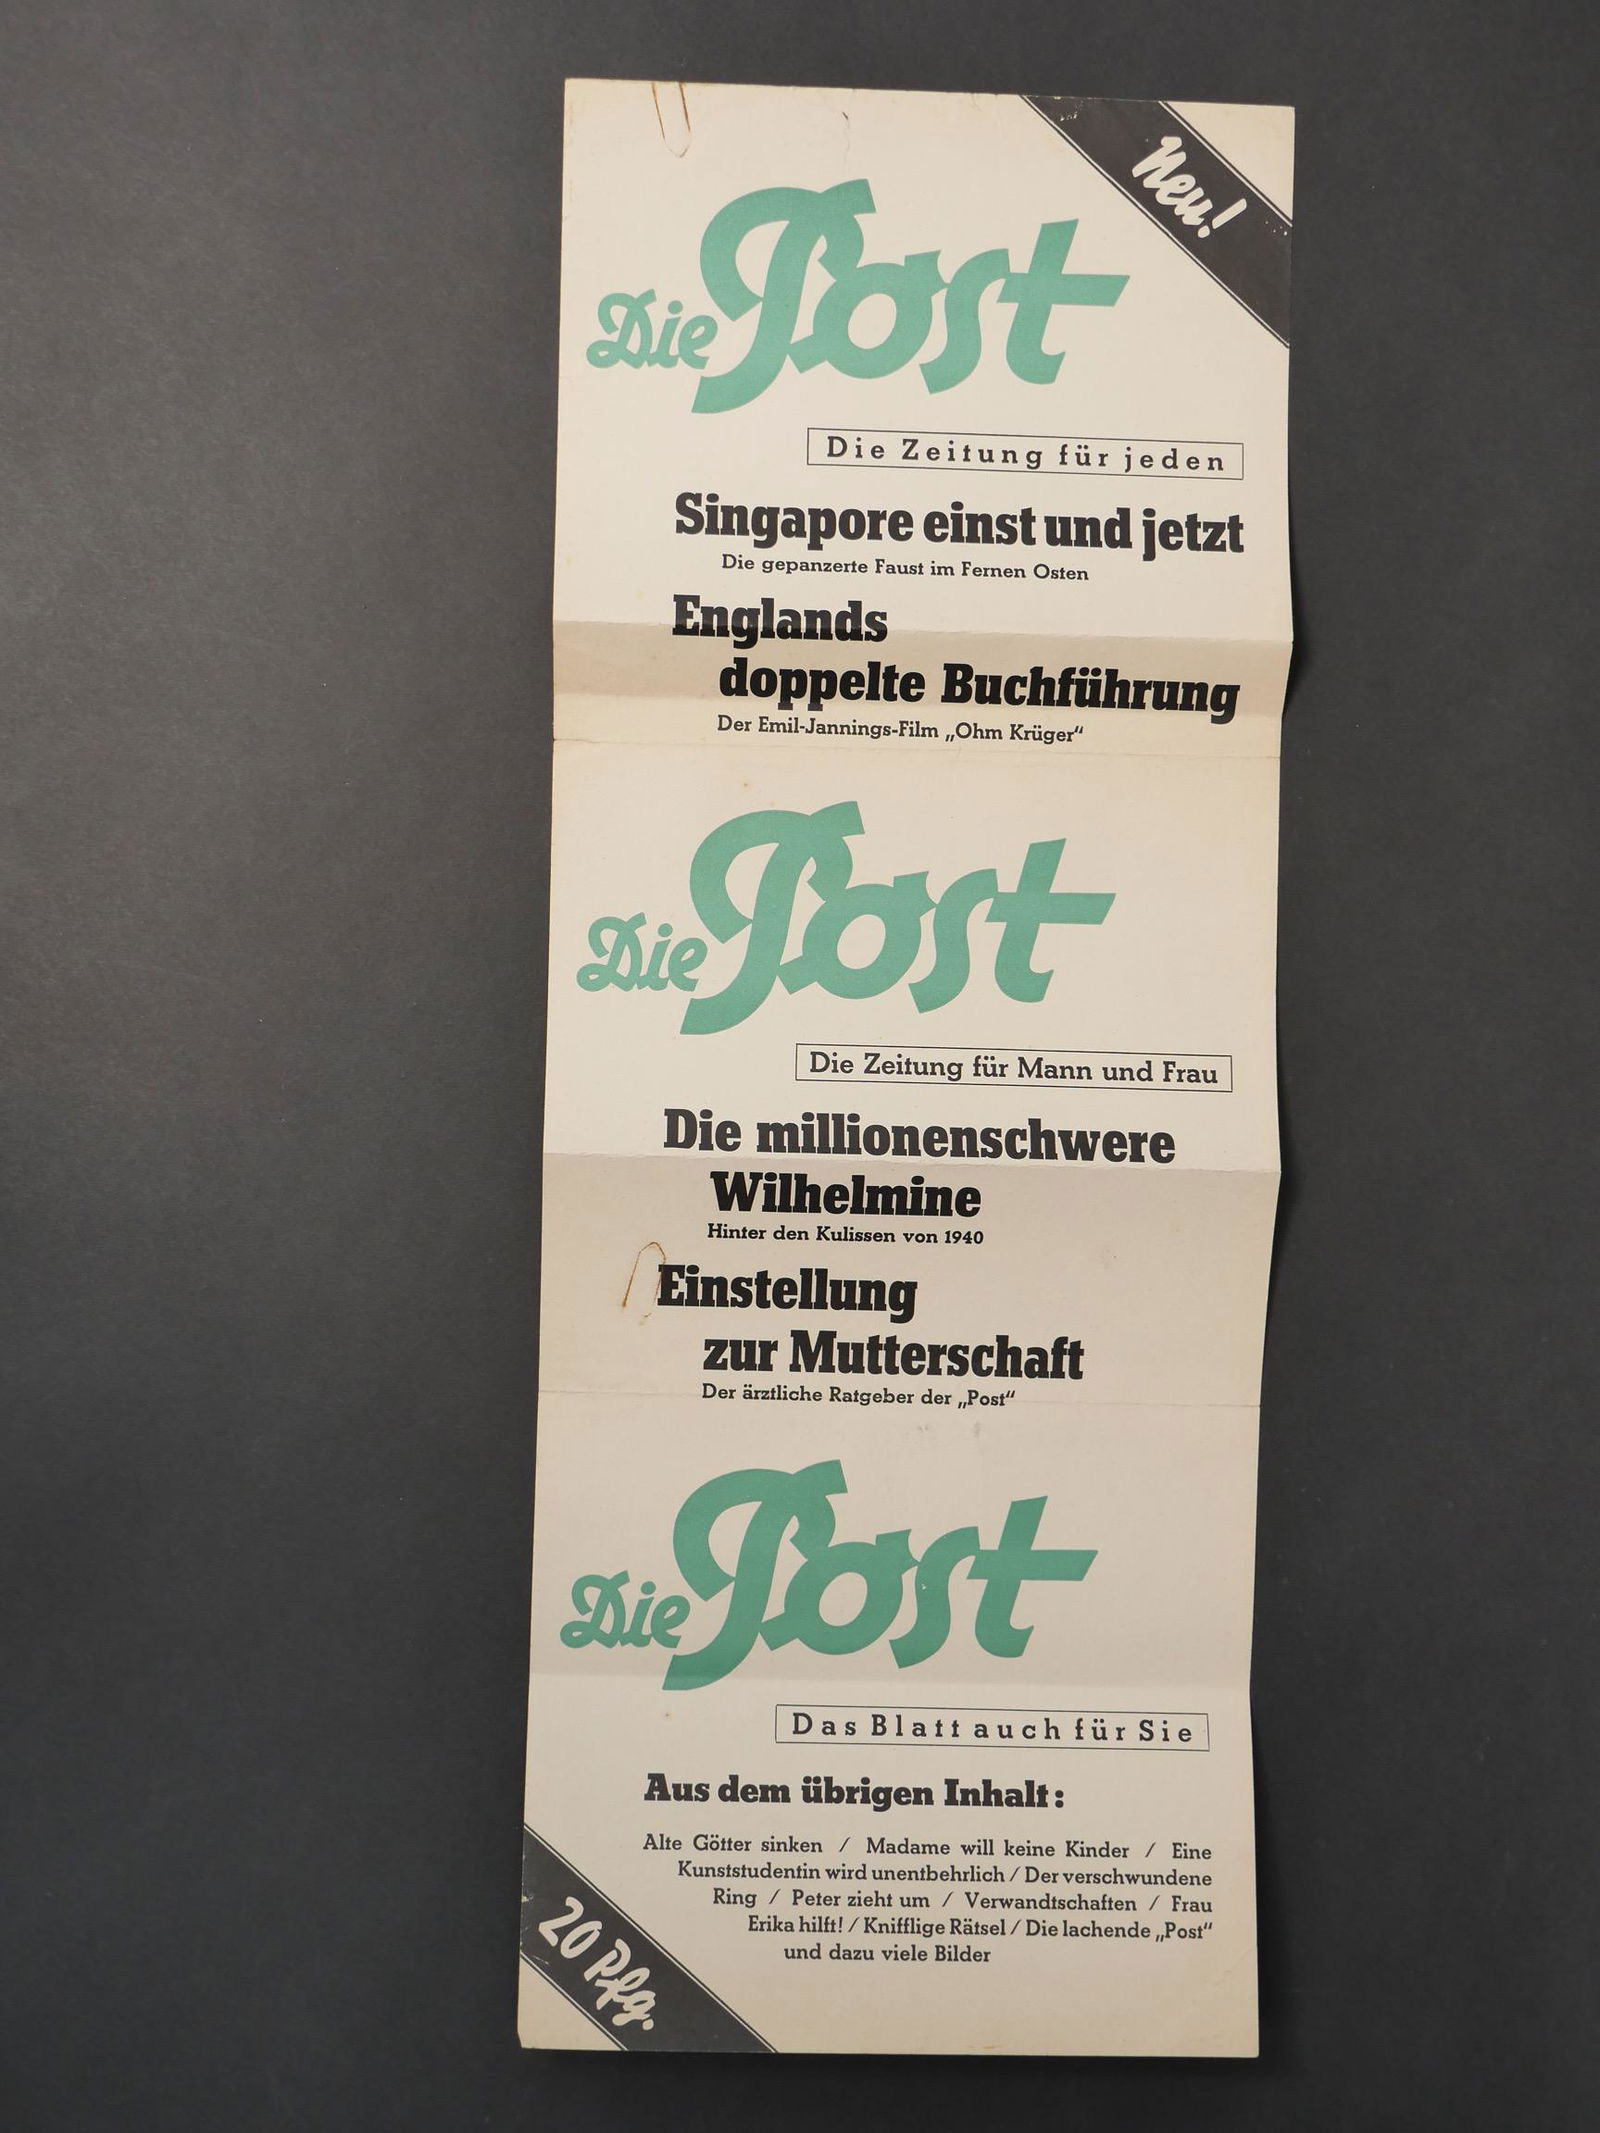 Neu!
Die Post
Die Zeitung für jeden
Singapore einst und jetzt
Die gepanzerte Faust im Fernen Osten
Englands
doppelte Buchführung
Der Emil-Jannings-Film „Ohm Krüger“
Die Post
Die Zeitung für Mann und Frau
Die millionenschwere
Wilhelmine
Hinter den Kulissen von 1940
Einstellung
zur Mutterschaft
Der ärztliche Ratgeber der „Post“
Die Post
Das Blatt auch für Sie
Aus dem übrigen Inhalt:
Alte Götter sinken / Madame will keine Kinder / Eine
Kunststudentin wird unentbehrlich / Der verschwundene
Ring / Peter zieht um / Verwandtschaften / Frau
Erika hilft! / Knifflige Rätsel / Die lachende „Post“
und dazu viele Bilder
20 Pfg.